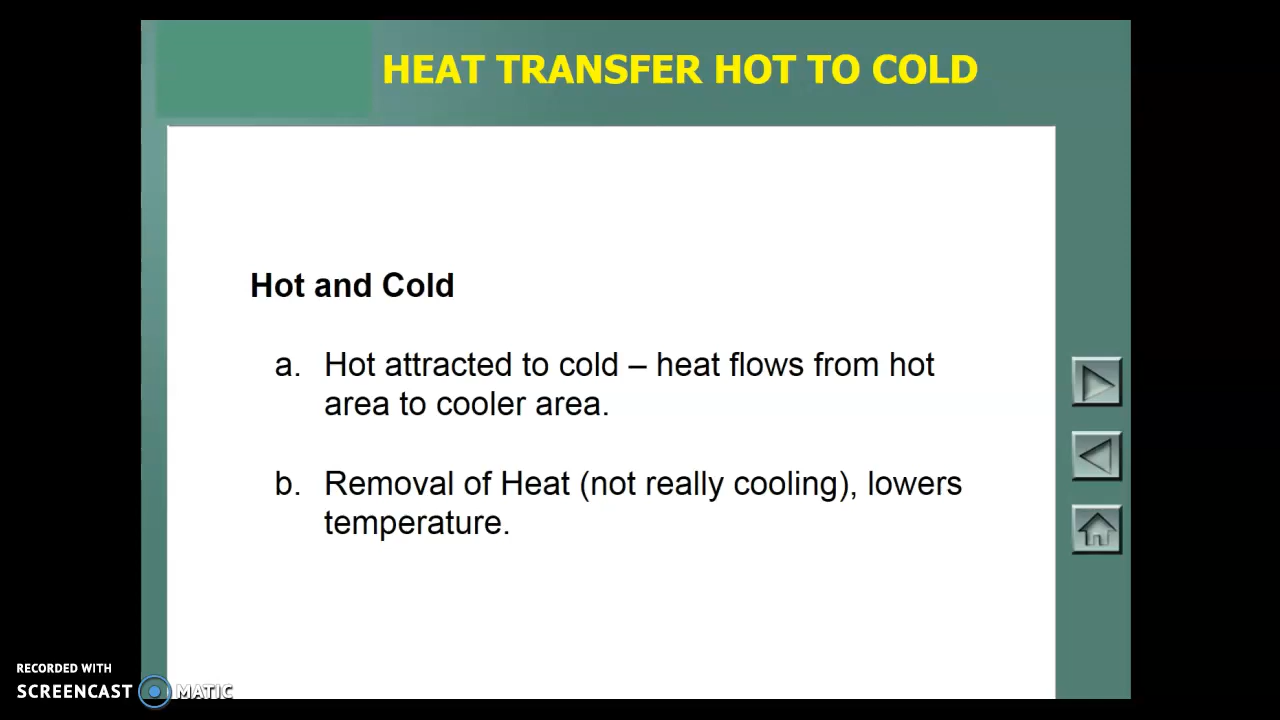 HEAT TRANSFER HOT TO COLD
Hot and Cold
a. Hot attracted to cold – heat flows from hot
area to cooler area.
b. Removal of Heat (not really cooling), lowers
temperature.
RECORDED WITH
SCREENCAST MATIC